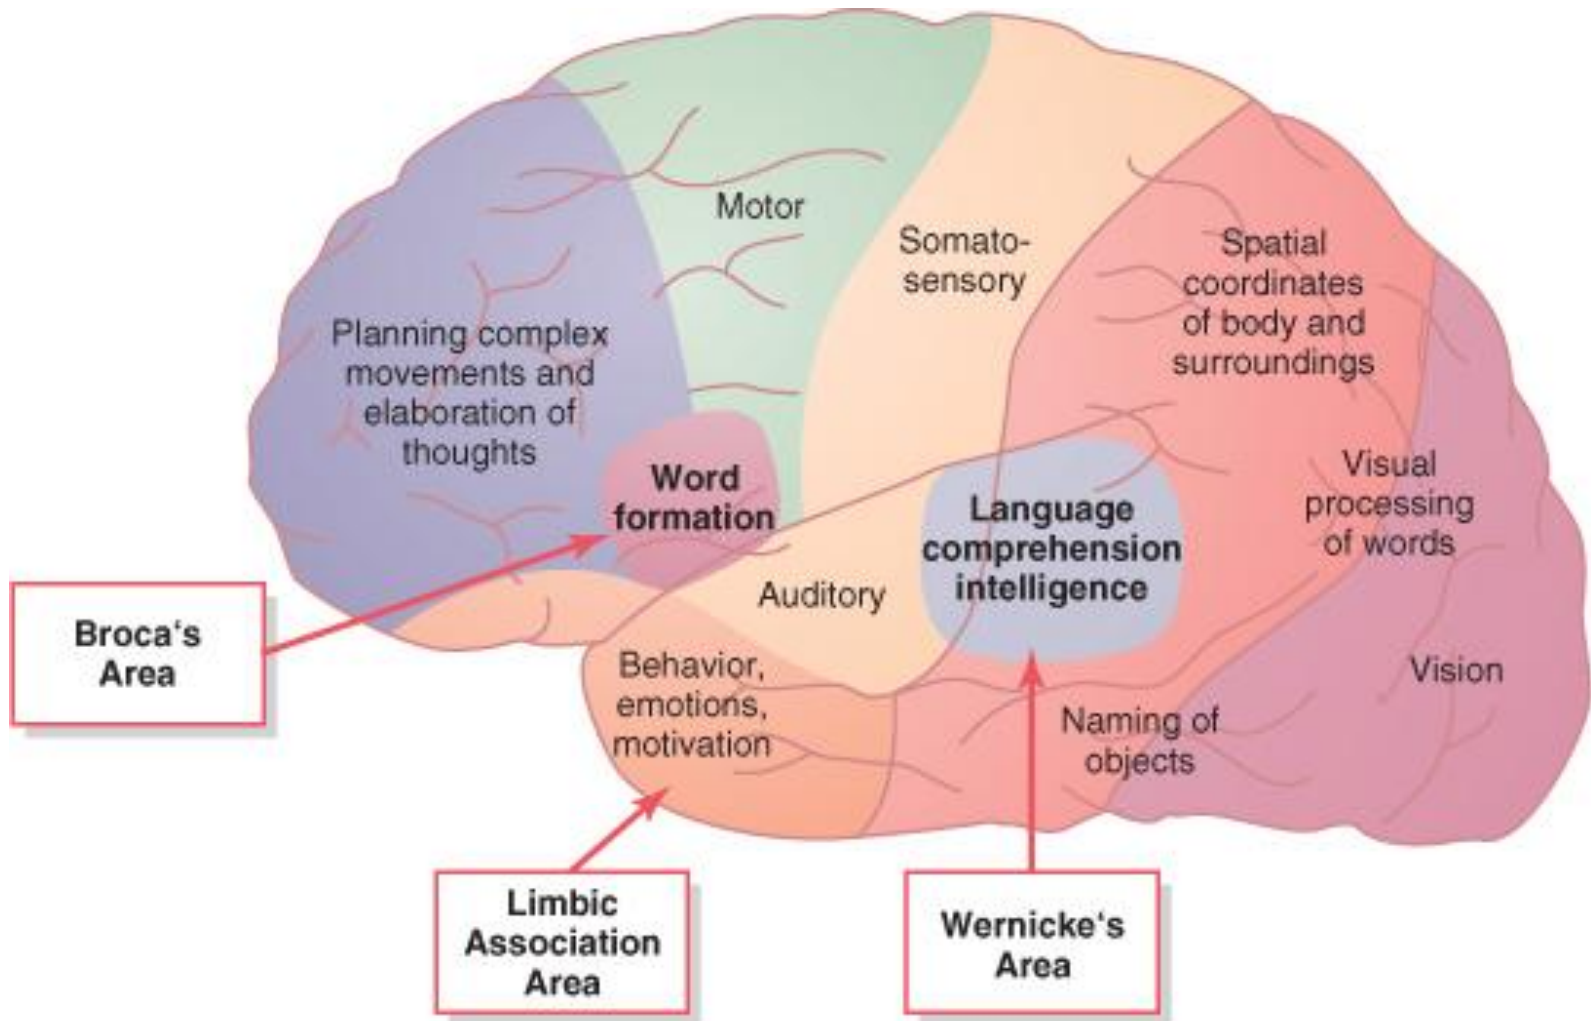 Motor
Somato-
sensory
Spatial
coordinates
of body and
surroundings
Planning complex
movements and
elaboration of
thoughts
Word
formation
Language
comprehension
intelligence
Visual
processing
of words
Auditory
Broca‘s
Area
Behavior,
emotions,
motivation
Vision
Naming of
objects
Limbic
Association
Area
Wernicke‘s
Area